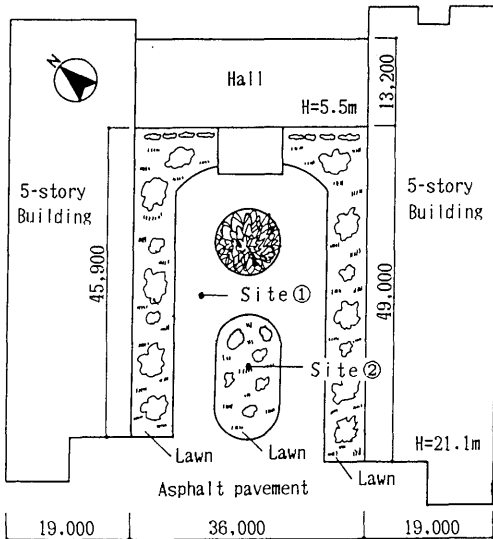 N
Hall
H=5.5m
13,200
5-story
Building
5-story
Building
45,900
49,000
Site①
Site②
H=21.1m
Lawn
Lawn
Lawn
Asphalt pavement
19.000
36,000
19,000